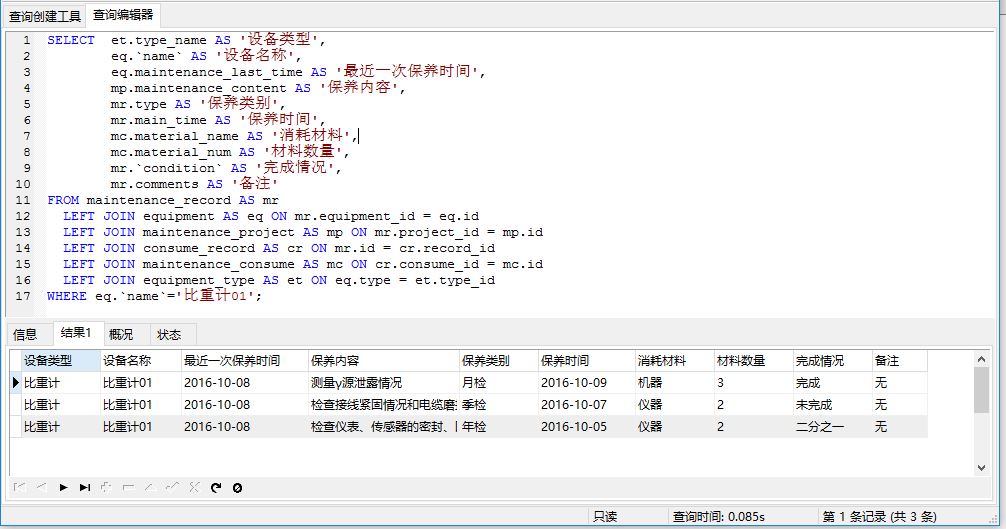 查询创建工具 查询编辑器
1 SELECT et.type_name AS '设备类型',
2 eq.`name` AS '设备名称',
3 eq.maintenance_last_time AS '最近一次保养时间',
4 mp.maintenance_content AS '保养内容',
5 mr.type AS '保养类别',
6 mr.main_time AS '保养时间',
7 mc.material_name AS '消耗材料',
8 mc.material_num AS '材料数量',
9 mr.`condition` AS '完成情况',
10 mr.comments AS '备注'
11 FROM maintenance_record AS mr
12 LEFT JOIN equipment AS eq ON mr.equipment_id = eq.id
13 LEFT JOIN maintenance_project AS mp ON mr.project_id = mp.id
14 LEFT JOIN consume_record AS cr ON mr.id = cr.record_id
15 LEFT JOIN maintenance_consume AS mc ON cr.consume_id = mc.id
16 LEFT JOIN equipment_type AS et ON eq.type = et.type_id
17 WHERE eq.`name`='比重计01';
信息 结果1 概况 状态
设备类型 设备名称 最近一次保养时间 保养内容 保养类别 保养时间 消耗材料 材料数量 完成情况 备注
比重计 比重计01 2016-10-08 测量γ源泄露情况 月检 2016-10-09 机器 3 完成 无
比重计 比重计01 2016-10-08 检查接线紧固情况和电缆磨 季检 2016-10-07 仪器 2 未完成 无
比重计 比重计01 2016-10-08 检查仪表、传感器的密封、 年检 2016-10-05 仪器 2 二分之一 无
只读 查询时间: 0.085s 第 1 条记录 (共 3 条)